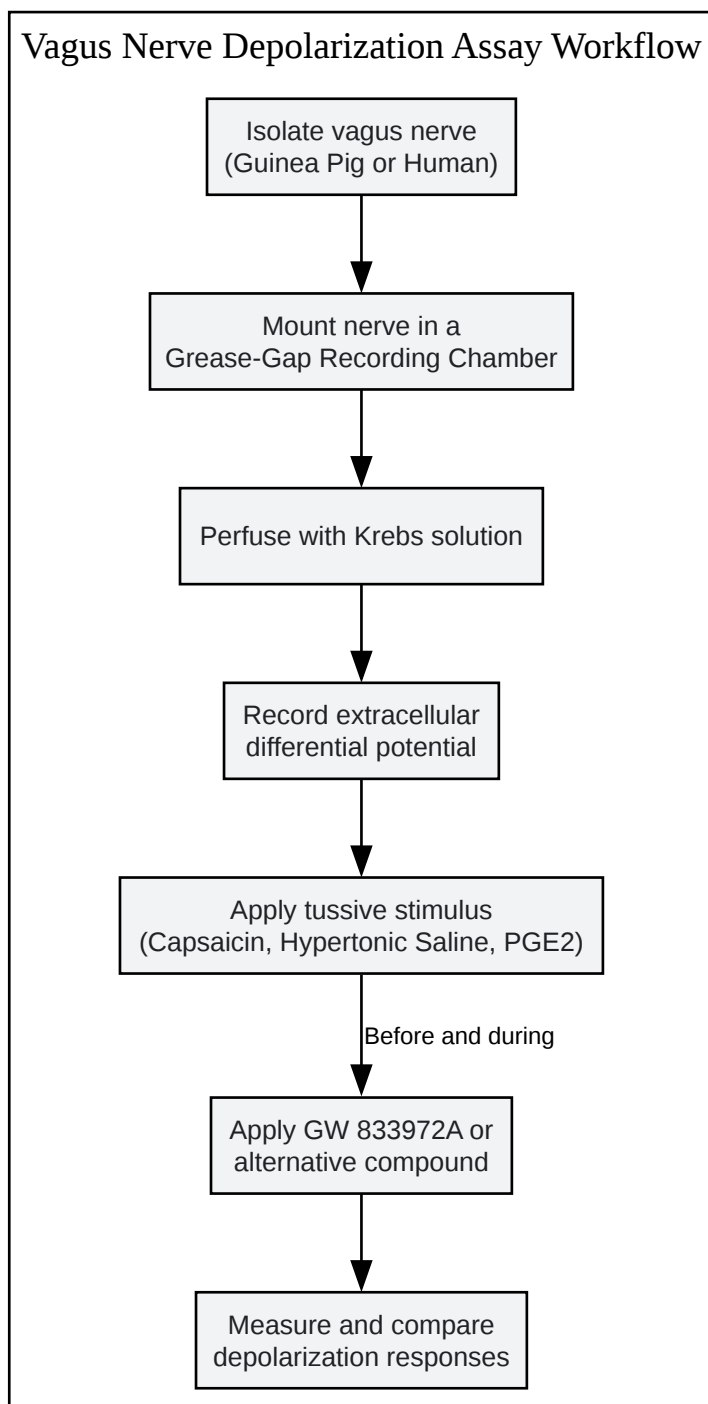 Vagus Nerve Depolarization Assay Workflow
Isolate vagus nerve
(Guinea Pig or Human)
Mount nerve in a
Grease-Gap Recording Chamber
Perfuse with Krebs solution
Record extracellular
differential potential
Apply tussive stimulus
(Capsaicin, Hypertonic Saline, PGE2)
Before and during
Apply GW 833972A or
alternative compound
Measure and compare
depolarization responses